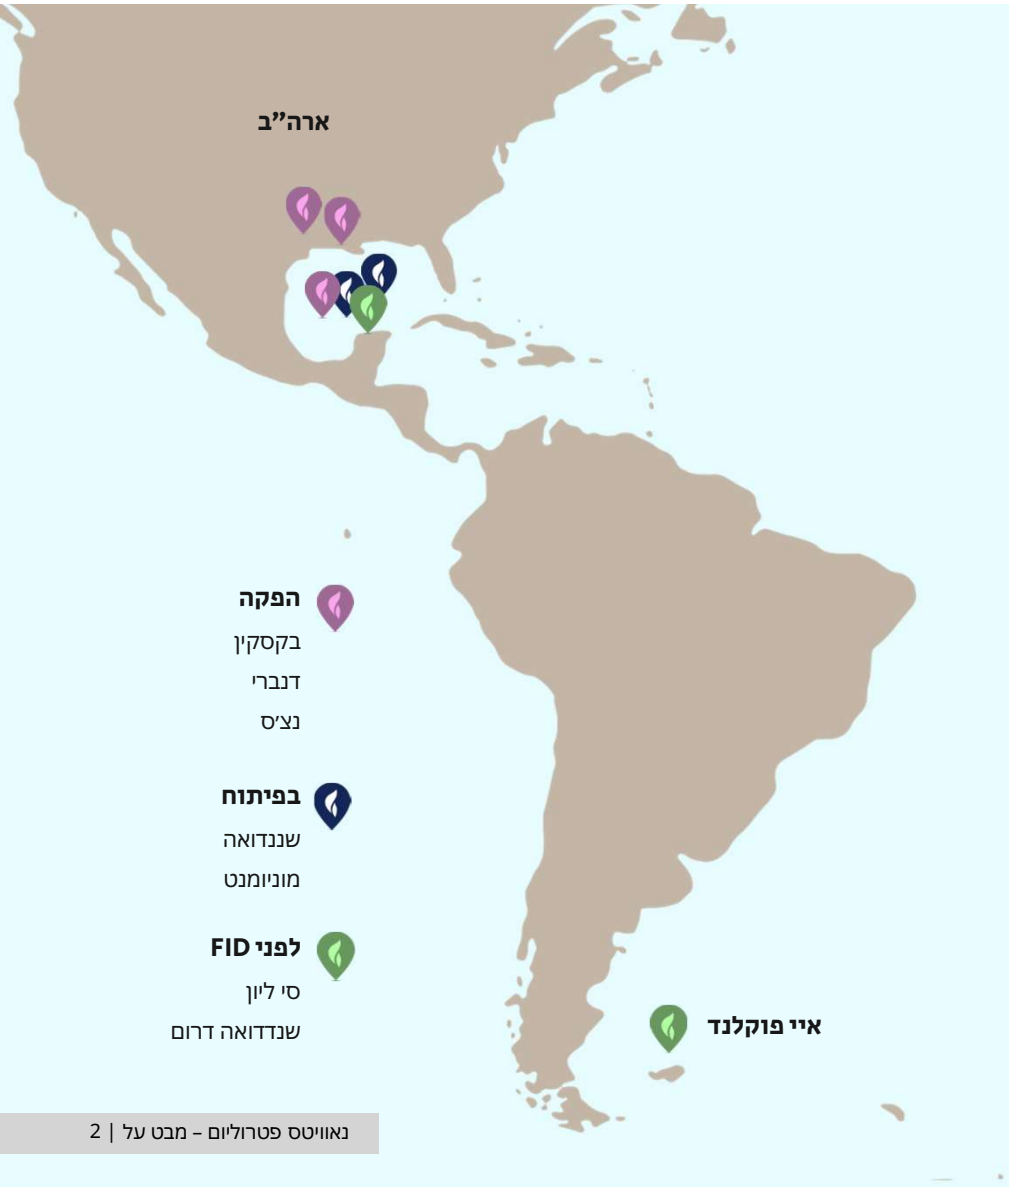 ארה"ב
הפקה
בקסקין
דנברי
נצ'ס
בפיתוח
שננדואה
מוניומנט
לפני FID
סי ליון
שנדדואה דרום
איי פוקלנד
נאוויטס פטרוליום – מבט על | 2